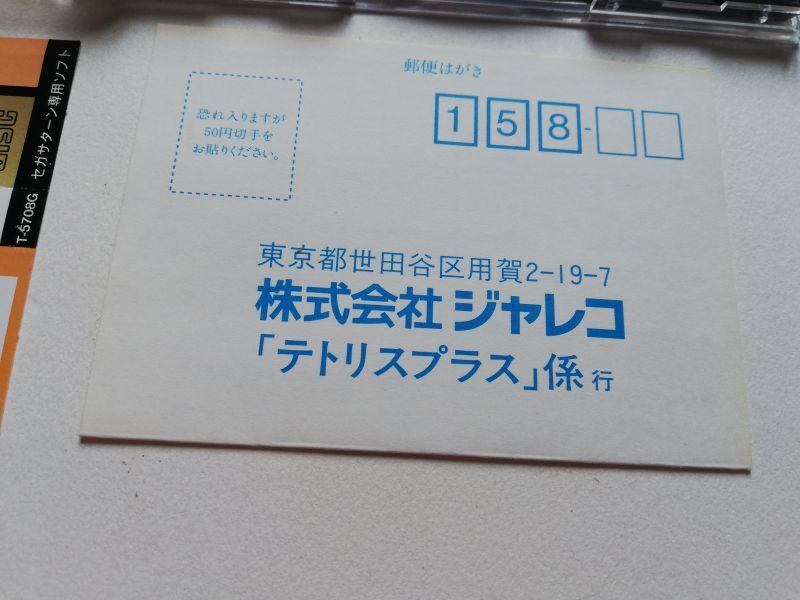 郵便はがき
恐れ入りますが
50円切手を
お貼りください。
158-
東京都世田谷区用賀2-19-7
株式会社 ジャレコ
「テトリスプラス」係 行
セガサターン専用ソフト
T-5708G
DISC